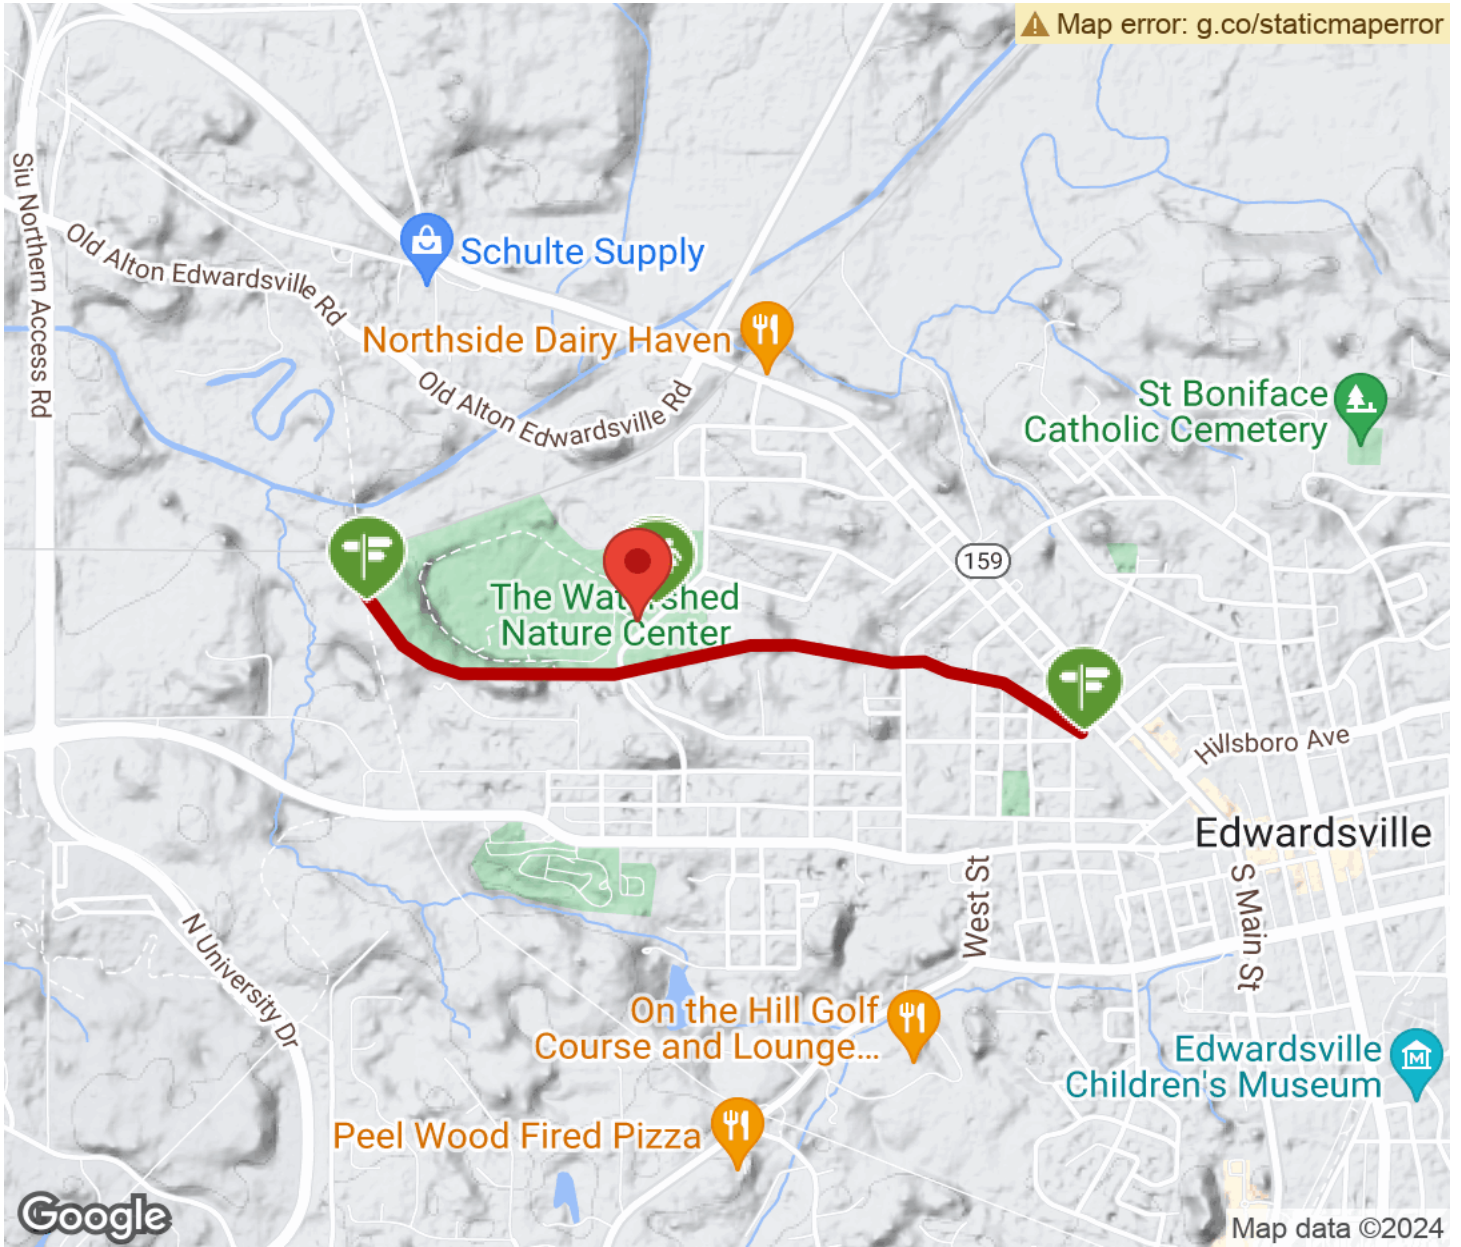 Map error: g.co/staticmaperror
Siu Northern Access Rd
Old Alton Edwardsville Rd
Schulte Supply
Northside Dairy Haven
Old Alton Edwardsville Rd
St Boniface
Catholic Cemetery
159
The Watershed
Nature Center
Hillsboro Ave
Edwardsville
West St
S Main St
N University Dr
On the Hill Golf
Course and Lounge...
Edwardsville
Children's Museum
Peel Wood Fired Pizza
Google
Map data ©2024